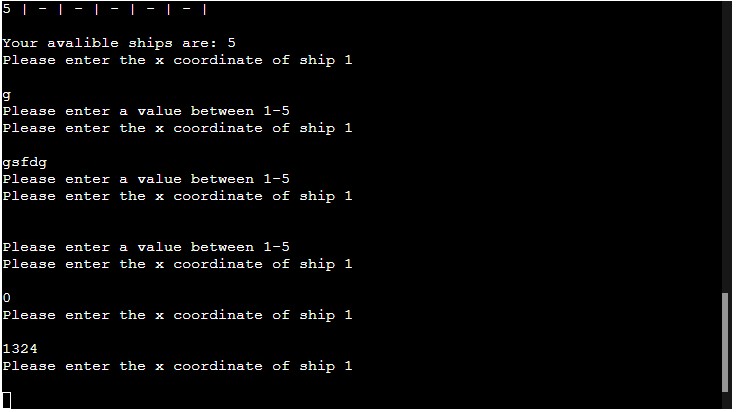 5 | - | - | - | - | - |
Your avalible ships are: 5
Please enter the x coordinate of ship 1
g
Please enter a value between 1-5
Please enter the x coordinate of ship 1
gsfdg
Please enter a value between 1-5
Please enter the x coordinate of ship 1
Please enter a value between 1-5
Please enter the x coordinate of ship 1
0
Please enter the x coordinate of ship 1
1324
Please enter the x coordinate of ship 1